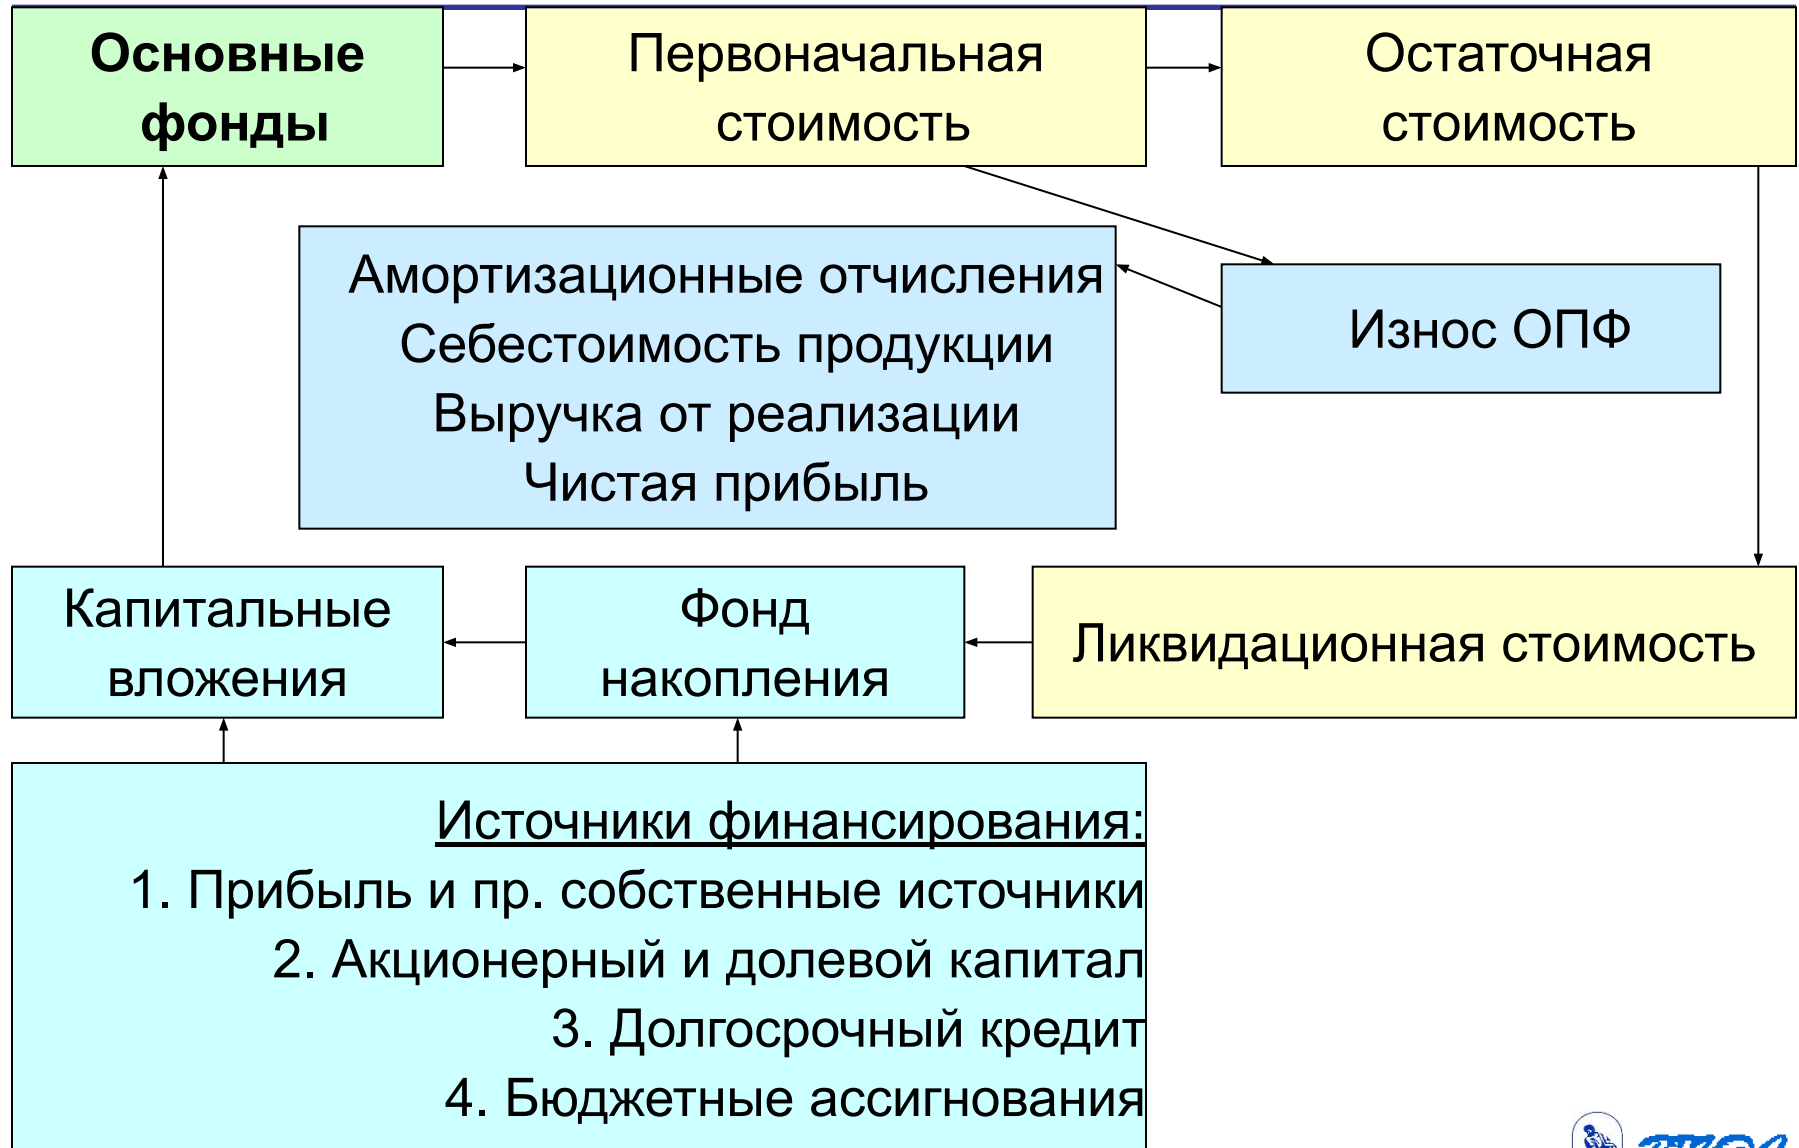 Основные
фонды
Первоначальная
стоимость
Остаточная
стоимость
Амортизационные отчисления
Себестоимость продукции
Выручка от реализации
Чистая прибыль
Износ ОПФ
Капитальные
вложения
Фонд
накопления
Ликвидационная стоимость
Источники финансирования:
1. Прибыль и пр. собственные источники
2. Акционерный и долевой капитал
3. Долгосрочный кредит
4. Бюджетные ассигнования